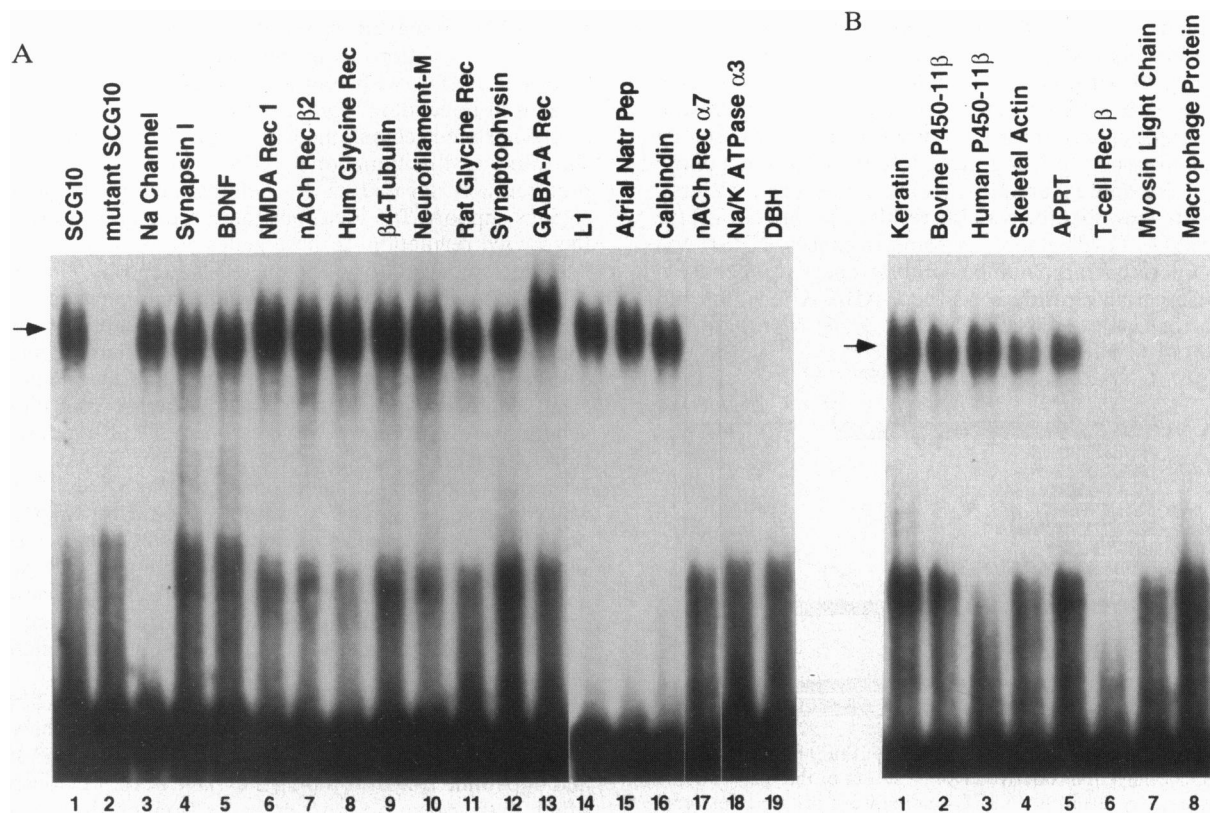 A
SCG10
mutant SCG10
Na Channel
Synapsin I
BDNF
NMDA Rec 1
nACh Rec β2
Hum Glycine Rec
β4-Tubulin
Neurofilament-M
Rat Glycine Rec
Synaptophysin
GABA-A Rec
L1
Atrial Natr Pep
Calbindin
nACh Rec α7
Na/K ATPase α3
DBH
1 2 3 4 5 6 7 8 9 10 11 12 13 14 15 16 17 18 19
B
Keratin
Bovine P450-11β
Human P450-11β
Skeletal Actin
APRT
T-cell Rec β
Myosin Light Chain
Macrophage Protein
1 2 3 4 5 6 7 8